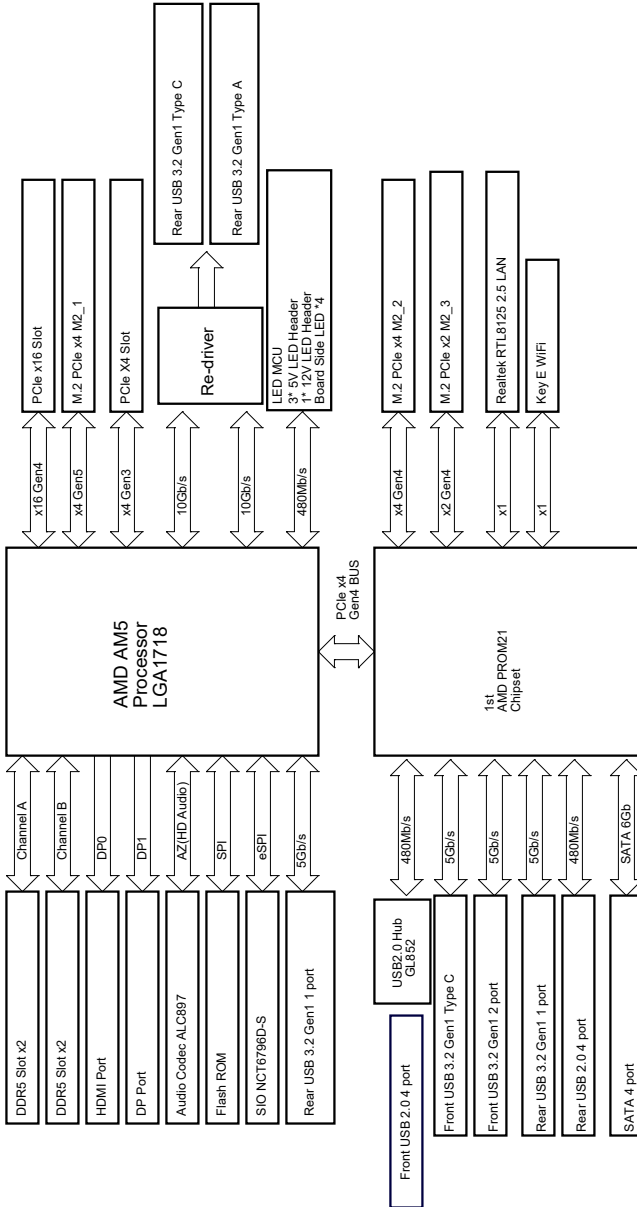 DDR5 Slot x2
Channel A
DDR5 Slot x2
Channel B
HDMI Port
DP0
DP Port
DP1
Audio Codec ALC897
AZ(HD Audio)
Flash ROM
SPI
SIO NCT6796D-S
eSPI
Rear USB 3.2 Gen1 1 port
5Gb/s
AMD AM5
Processor
LGA1718
x16 Gen4
PCIe x16 Slot
x4 Gen5
M.2 PCIe x4 M2_1
x4 Gen3
PCIe X4 Slot
10Gb/s
10Gb/s
Re-driver
Rear USB 3.2 Gen1 Type C
Rear USB 3.2 Gen1 Type A
480Mb/s
LED MCU
3* 5V LED Header
1* 12V LED Header
Board Side LED *4
PCIe x4
Gen4 BUS
Front USB 2.0 4 port
USB2.0 Hub
GL852
480Mb/s
Front USB 3.2 Gen1 Type C
5Gb/s
Front USB 3.2 Gen1 2 port
5Gb/s
Rear USB 3.2 Gen1 1 port
5Gb/s
Rear USB 2.0 4 port
480Mb/s
SATA 4 port
SATA 6Gb
1st
AMD PROM21
Chipset
x4 Gen4
M.2 PCIe x4 M2_2
x2 Gen4
M.2 PCIe x2 M2_3
x1
Realtek RTL8125 2.5 LAN
x1
Key E WiFi